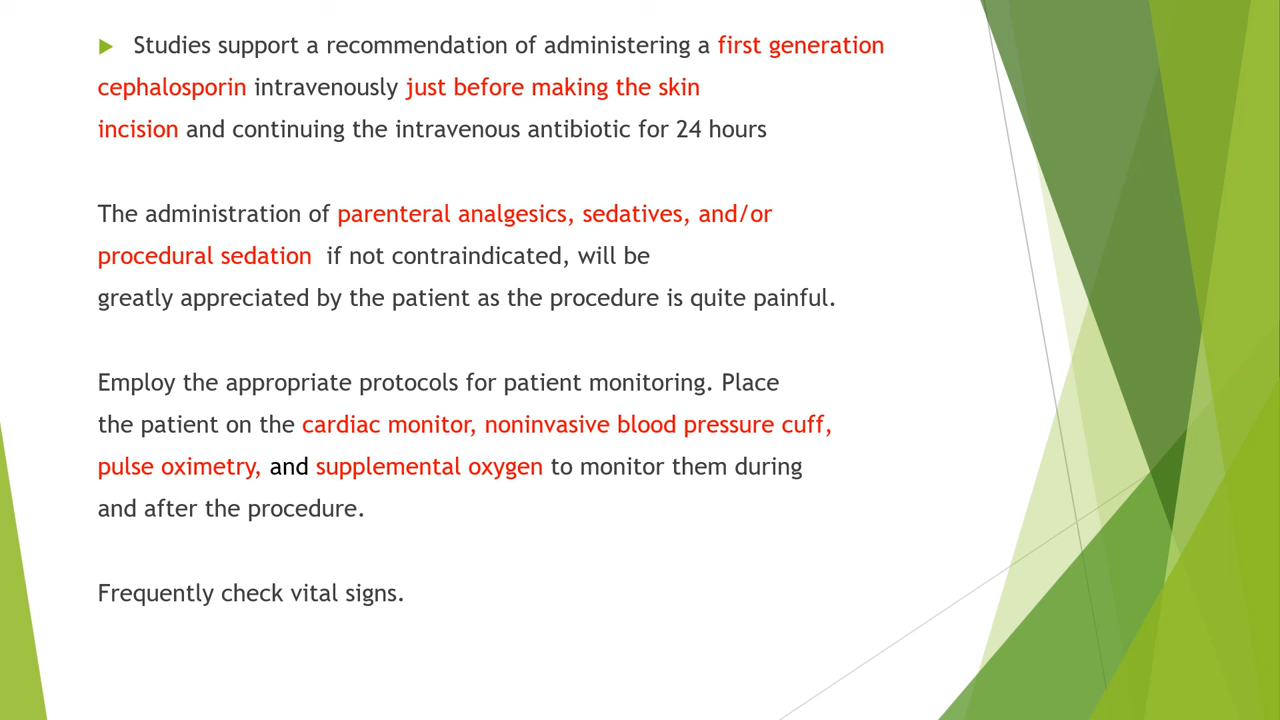 Studies support a recommendation of administering a first generation
cephalosporin intravenously just before making the skin
incision and continuing the intravenous antibiotic for 24 hours
The administration of parenteral analgesics, sedatives, and/or
procedural sedation if not contraindicated, will be
greatly appreciated by the patient as the procedure is quite painful.
Employ the appropriate protocols for patient monitoring. Place
the patient on the cardiac monitor, noninvasive blood pressure cuff,
pulse oximetry, and supplemental oxygen to monitor them during
and after the procedure.
Frequently check vital signs.